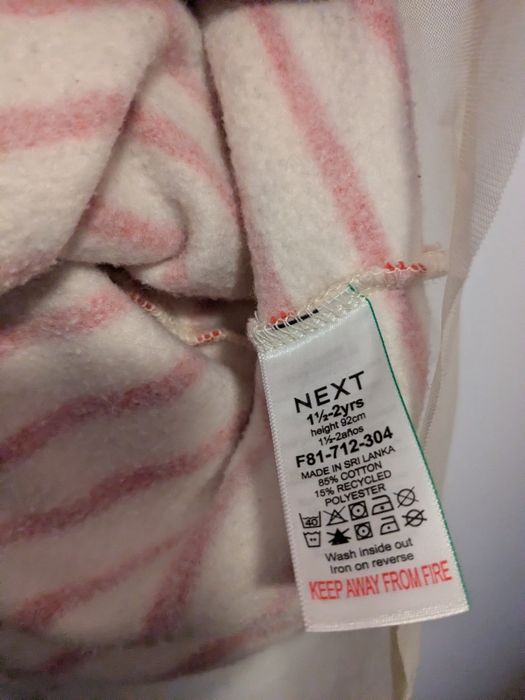 NEXT
1½-2yrs
height 92cm
1½-2años
F81-712-304
MADE IN SRI LANKA
85% COTTON
15% RECYCLED
POLYESTER
40
Wash inside out
Iron on reverse
KEEP AWAY FROM FIRE